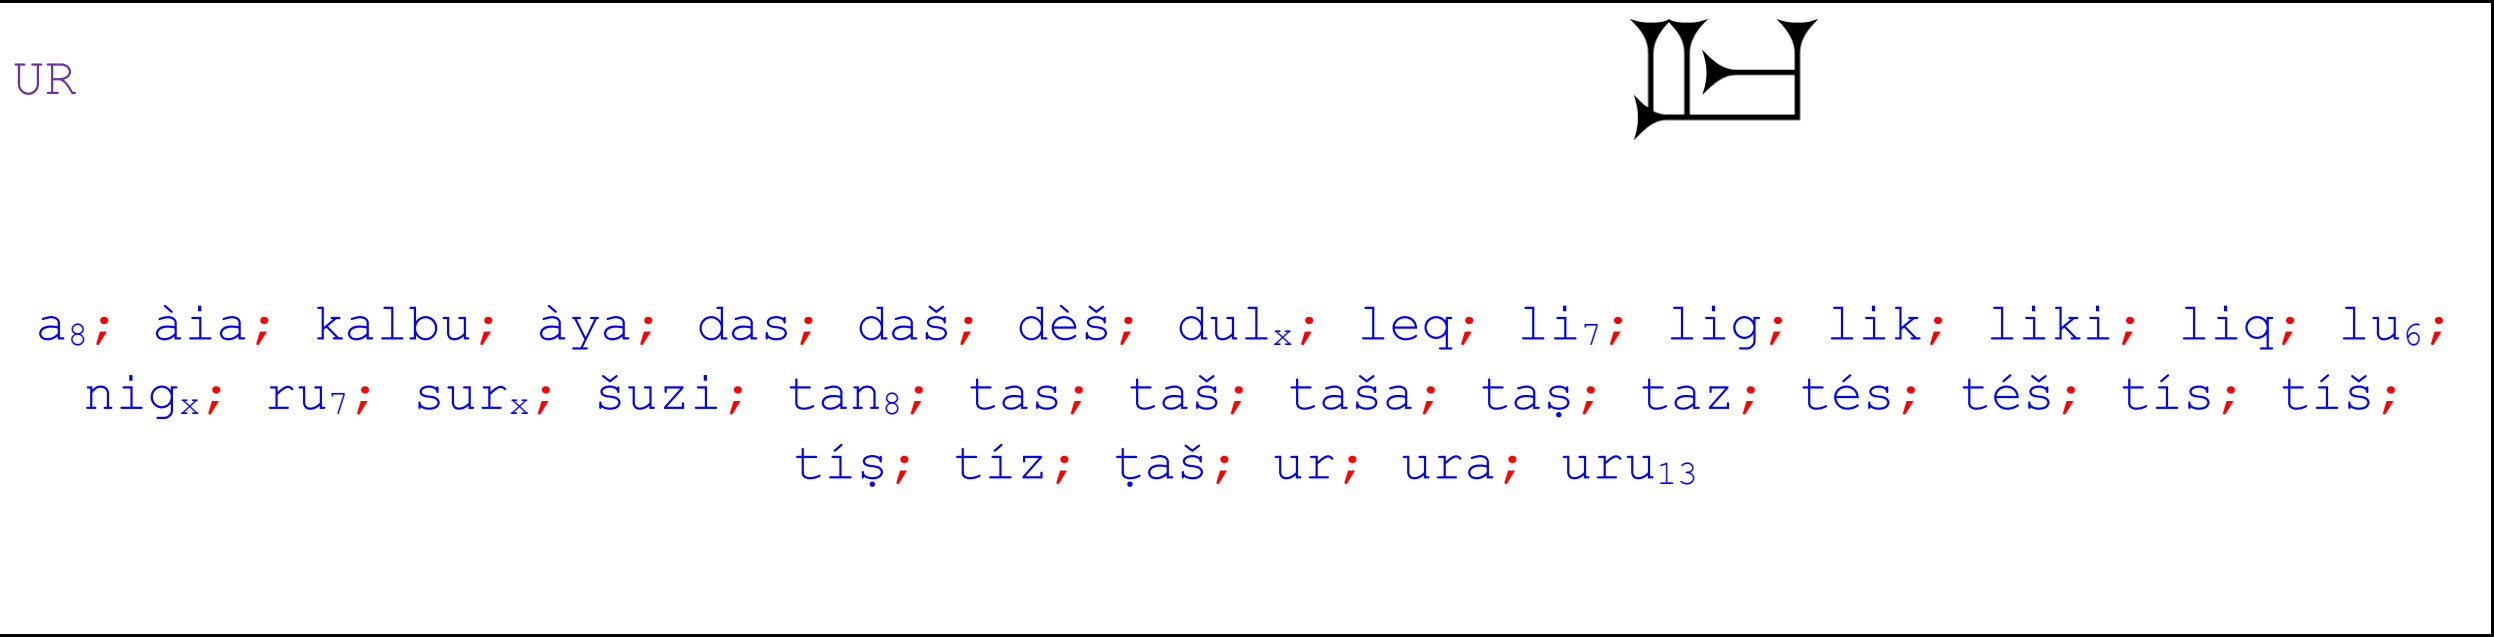 UR 𒌨
a₈; àia; kalbu; àya; das; daš; dèš; dulₓ; leq; li₇; lig; lik; liki; liq; lu₆;
nigₓ; ru₇; surₓ; šuzi; tan₈; tas; taš; taša; taṣ; taz; tés; téš; tís; tíš;
tíṣ; tíz; ṭaš; ur; ura; uru₁₃